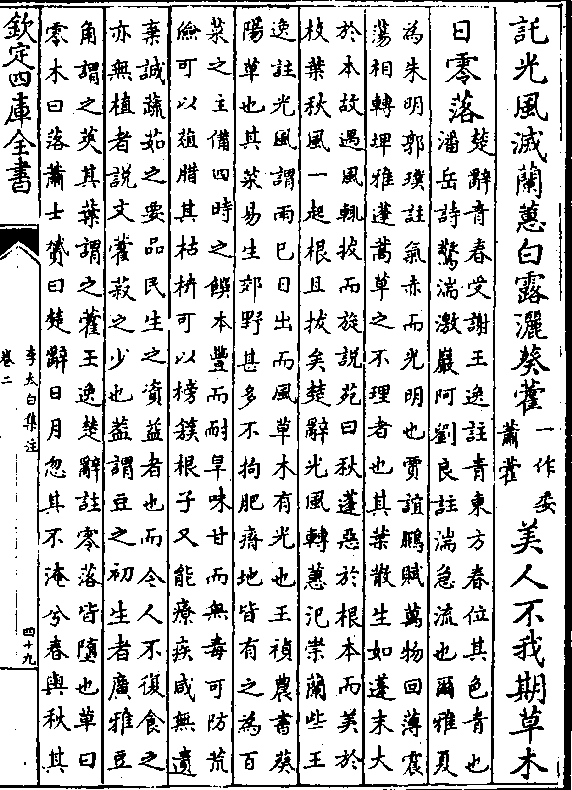 託光風滅蘭蕙白露灑葵藿一作委
蕭藿美人不我期草木
日零落楚辭青春受謝王逸註青東方春位其色青也
潘岳詩驚湍激巖阿劉良註湍急流也爾雅夏
為朱明郭璞註氣赤而光明也賈誼鵩賦萬物回薄震
蕩相轉埤雅蓬蒿草之不理者也其葉散生如蓬末大
於本故遇風輒拔而旋説苑曰秋蓬惡於根本而美於
枝葉秋風一起根且拔矣楚辭光風轉蕙汜崇蘭些王
逸註光風謂雨已日出而風草木有光也王禎農書葵
陽草也其菜易生郊野甚多不拘肥瘠地皆有之為百
菜之主備四時之饌本豐而耐旱味甘而無毒可防荒
儉可以葅腊其枯枿可以榜簇根子又能療疾咸無遺
棄誠蔬茹之要品民生之資益者也而今人不復食之
亦無植者説文藿菽之少也葢謂豆之初生者廣雅豆
角謂之莢其葉謂之藿王逸楚辭註零落皆墮也草曰
零木曰落蕭士贇曰楚辭日月忽其不淹兮春與秋其
欽定四庫全書
李太白集注
卷二
四十九